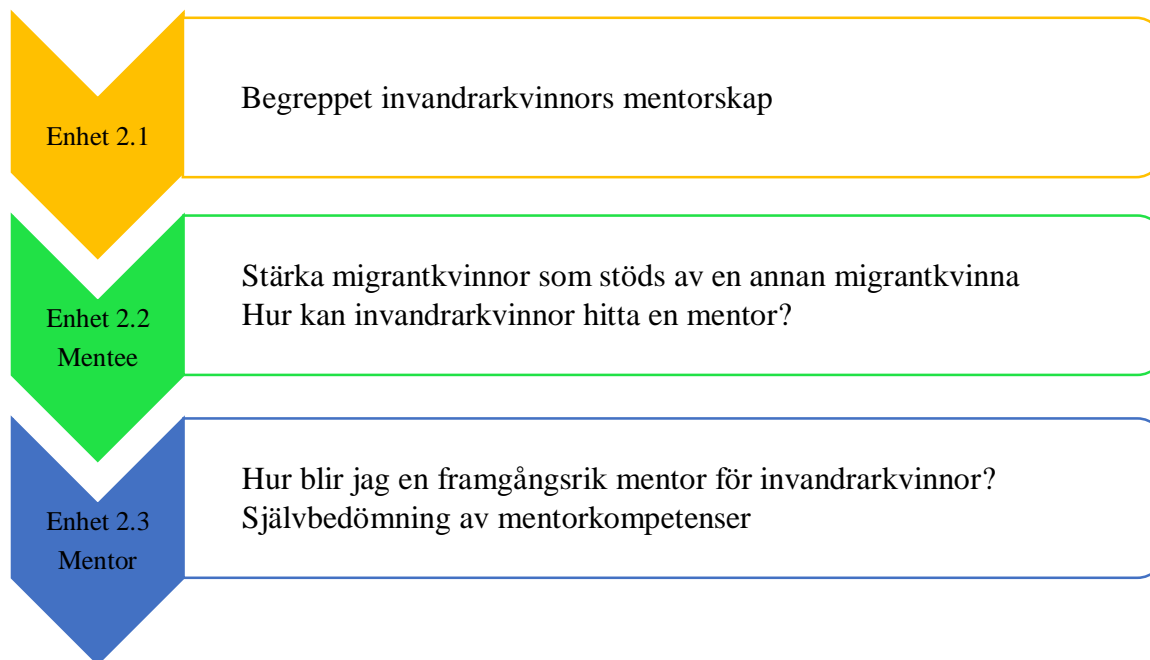 Enhet 2.1
Begreppet invandrarkvinnors mentorskap
Enhet 2.2
Mentee
Stärka migrantkvinnor som stöds av en annan migrantkvinna
Hur kan invandrarkvinnor hitta en mentor?
Enhet 2.3
Mentor
Hur blir jag en framgångsrik mentor för invandrarkvinnor?
Självbedömning av mentorkompetenser